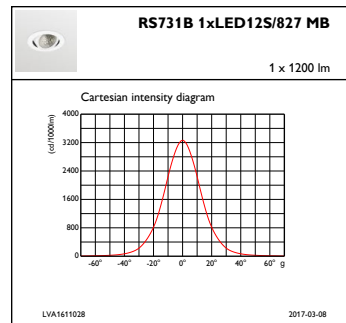 RS731B 1xLED12S/827 MB
1 x 1200 lm
Cartesian intensity diagram
(cd/1000lm)
4000
3200
2400
1600
800
0
-60° -40° -20° 0° 20° 40° 60° g
LVA1611028 2017-03-08